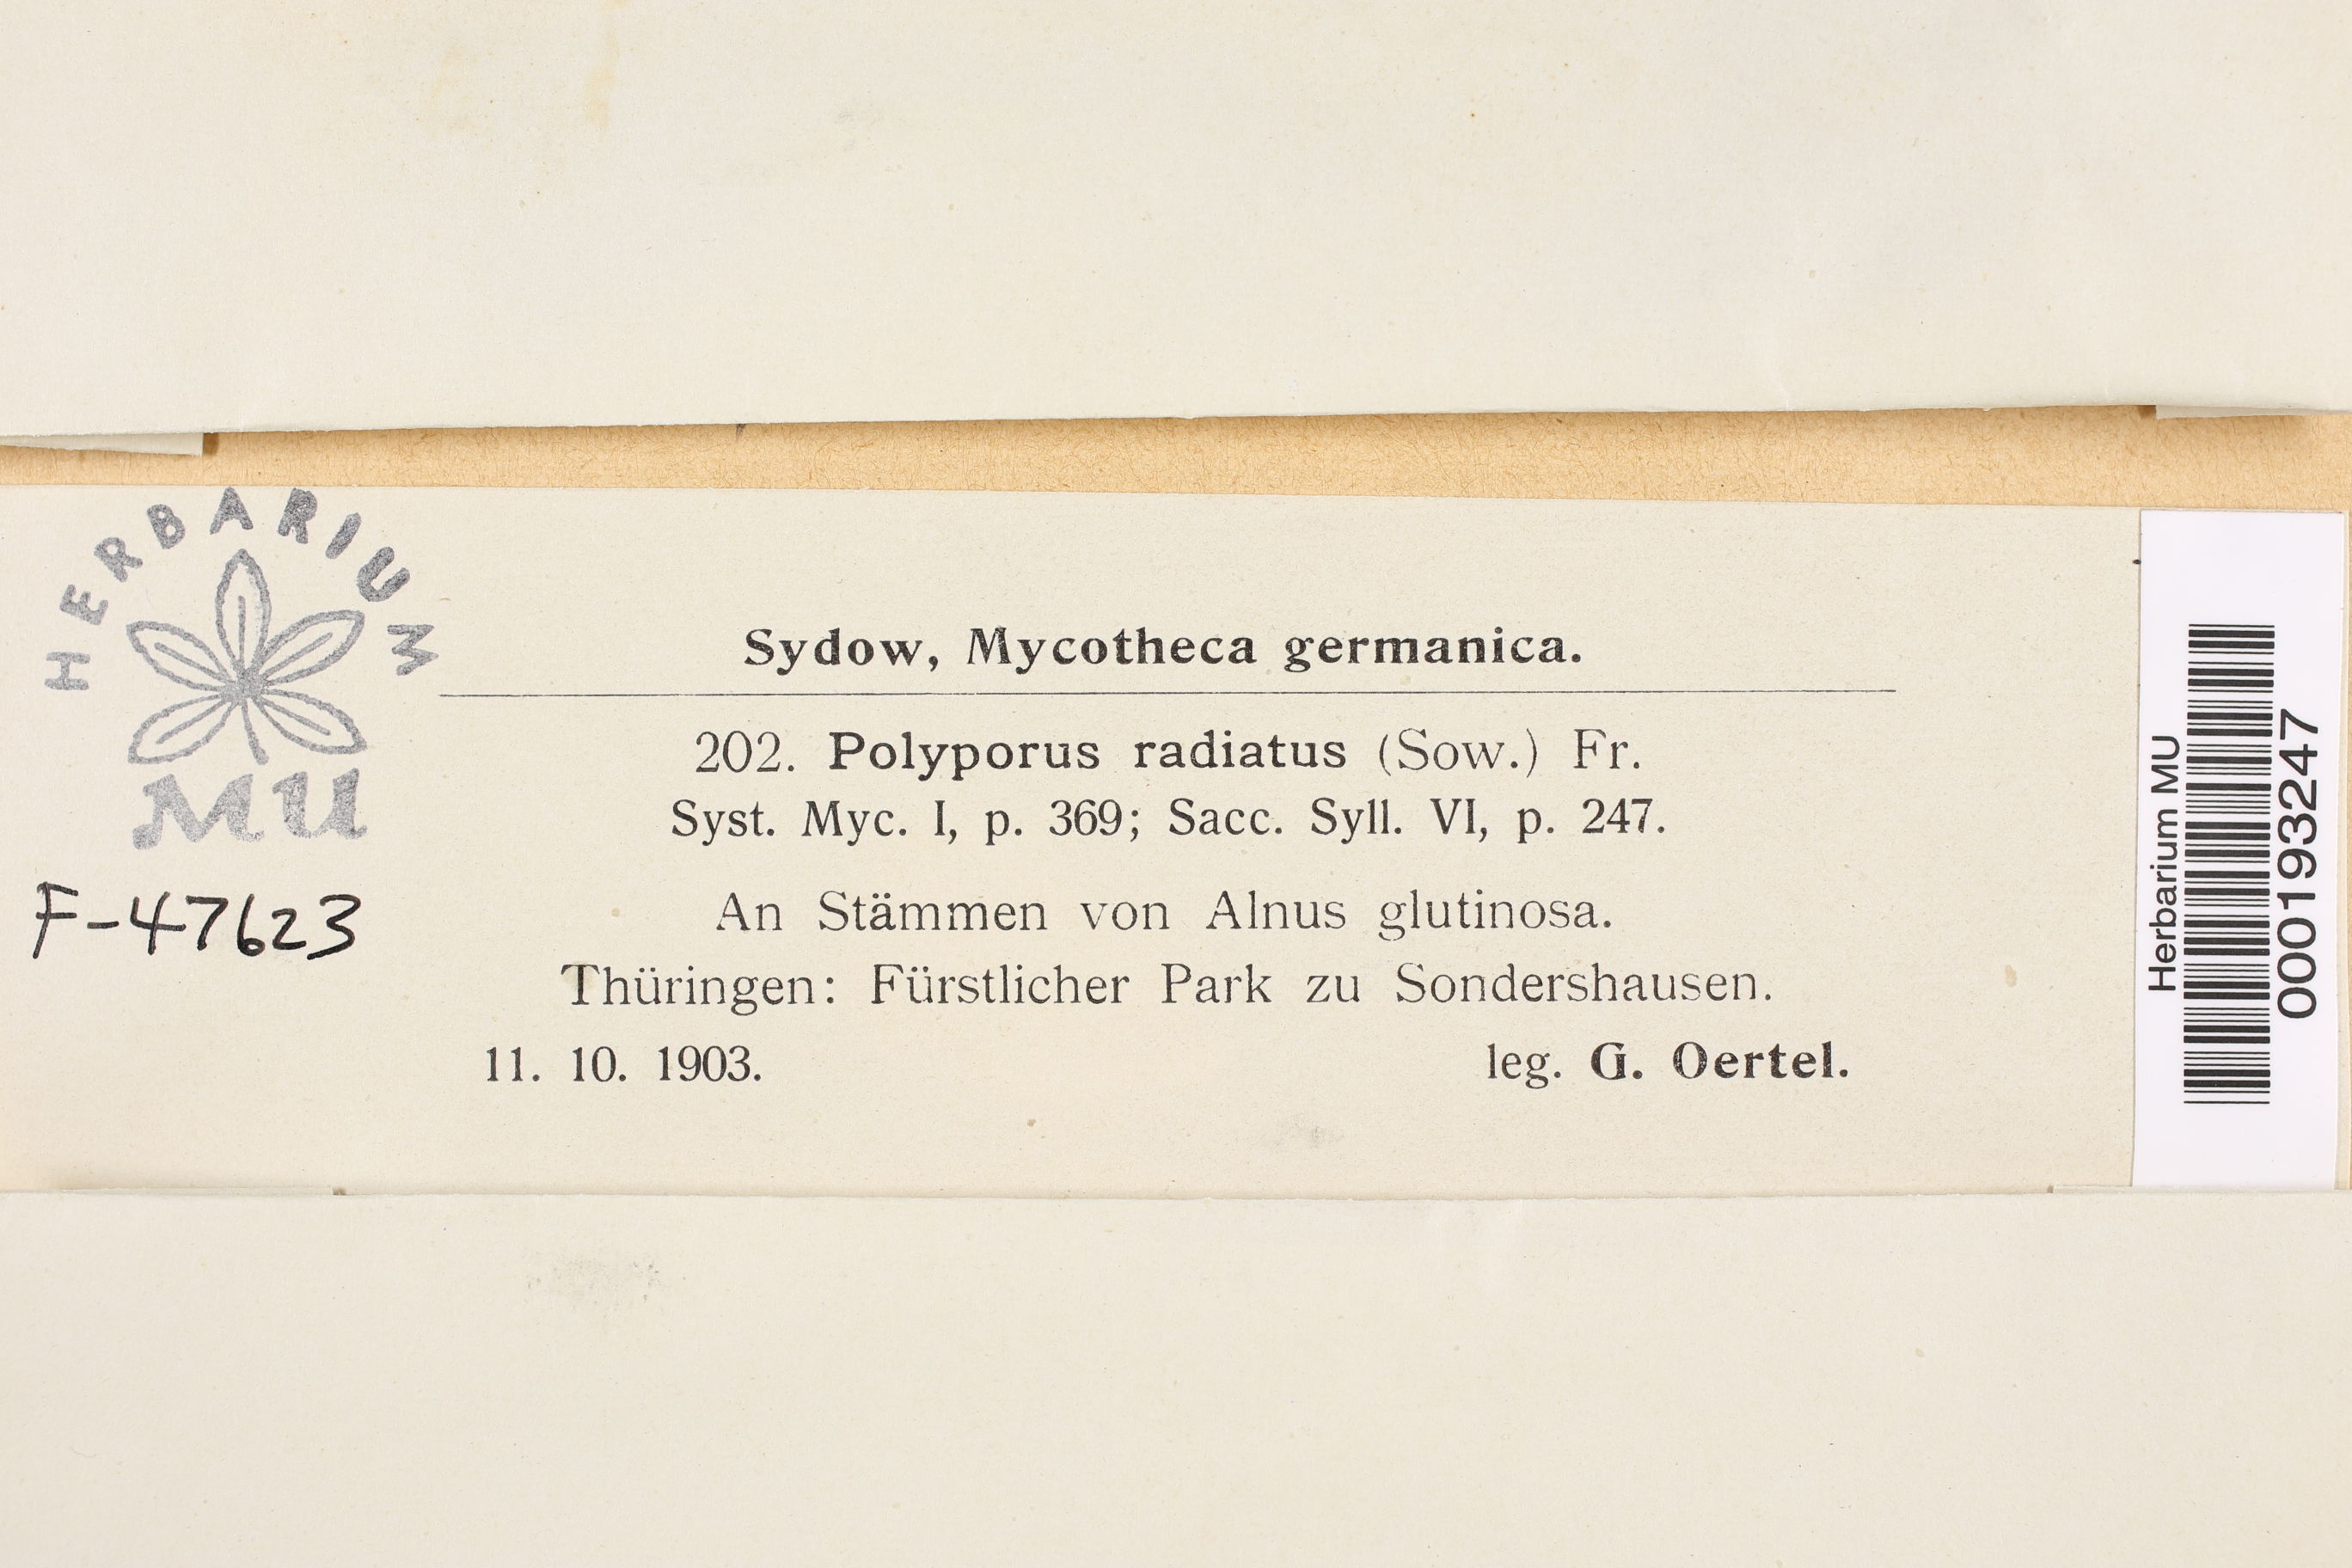 HERBARIUM
MU
F-47623
Sydow, Mycotheca germanica.
202. Polyporus radiatus (Sow.) Fr.
Syst. Myc. I, p. 369; Sacc. Syll. VI, p. 247.
An Stämmen von Alnus glutinosa.
Thüringen: Fürstlicher Park zu Sondershausen.
11. 10. 1903. leg. G. Oertel.
Herbarium MU
000193247